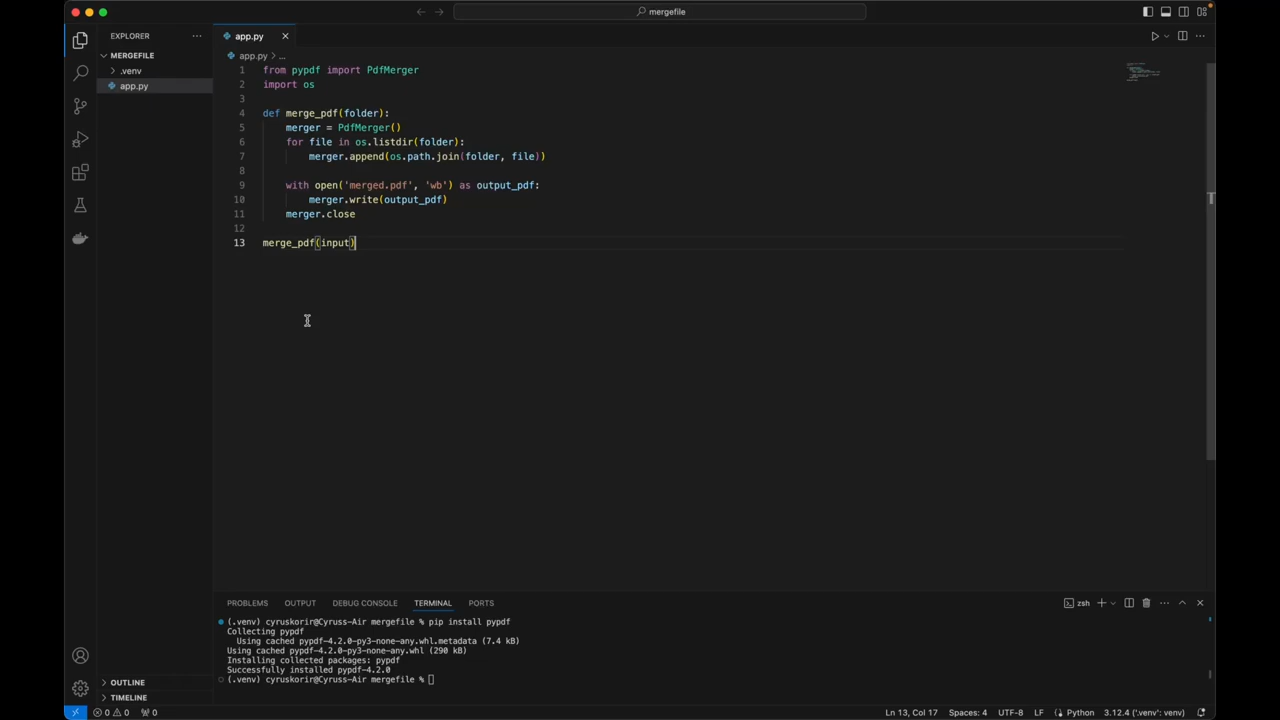 mergefile
EXPLORER
···
app.py
MERGEFILE
app.py > ...
.venv
app.py
1 from pypdf import PdfMerger
2 import os
3
4 def merge_pdf(folder):
5 merger = PdfMerger()
6 for file in os.listdir(folder):
7 merger.append(os.path.join(folder, file))
8
9 with open('merged.pdf', 'wb') as output_pdf:
10 merger.write(output_pdf)
11 merger.close
12
13 merge_pdf(input)
PROBLEMS OUTPUT DEBUG CONSOLE TERMINAL PORTS
zsh
(.venv) cyruskorir@Cyruss-Air mergefile % pip install pypdf
Collecting pypdf
Using cached pypdf-4.2.0-py3-none-any.whl.metadata (7.4 kB)
Using cached pypdf-4.2.0-py3-none-any.whl (290 kB)
Installing collected packages: pypdf
Successfully installed pypdf-4.2.0
(.venv) cyruskorir@Cyruss-Air mergefile %
OUTLINE
TIMELINE
0 0 0 Ln 13, Col 17 Spaces: 4 UTF-8 LF Python 3.12.4 ('.venv': venv)